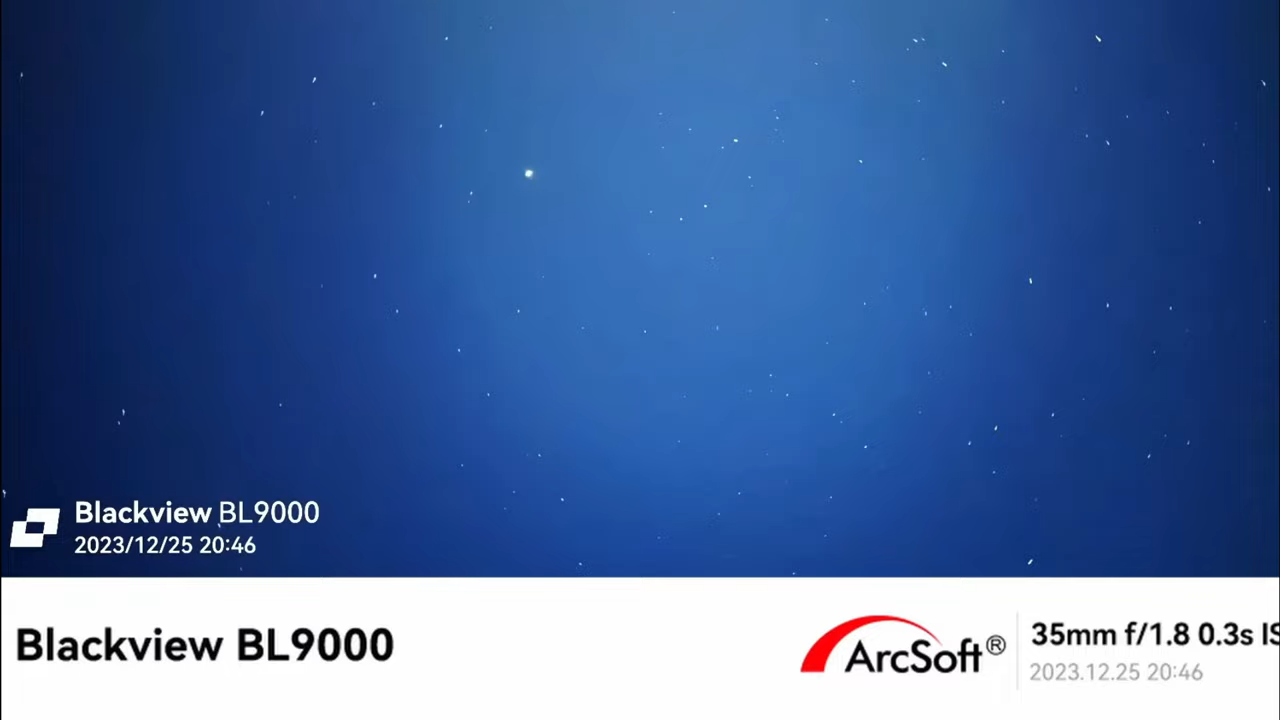 Blackview BL9000
2023/12/25 20:46
Blackview BL9000
ArcSoft®
35mm f/1.8 0.3s IS
2023.12.25 20:46